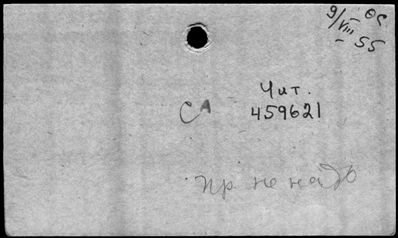 9/VIII - 55
Чит.
СА 459621
пр. не надо